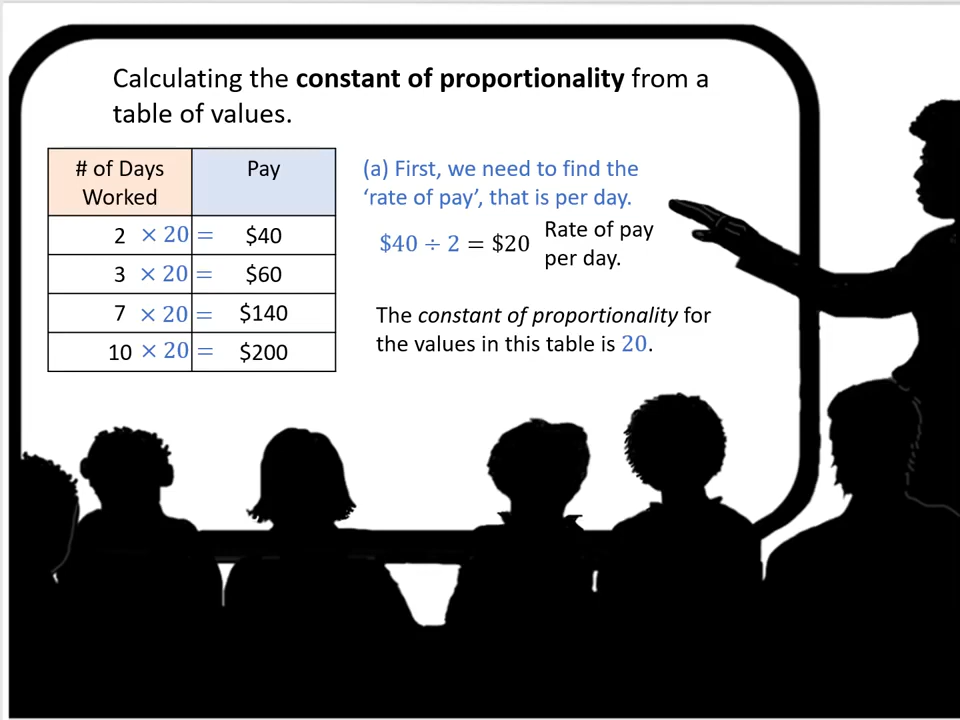 Calculating the constant of proportionality from a
table of values.
# of Days Worked | Pay
2 × 20 = $40
3 × 20 = $60
7 × 20 = $140
10 × 20 = $200
(a) First, we need to find the
‘rate of pay’, that is per day.
$40 ÷ 2 = $20 Rate of pay
per day.
The constant of proportionality for
the values in this table is 20.